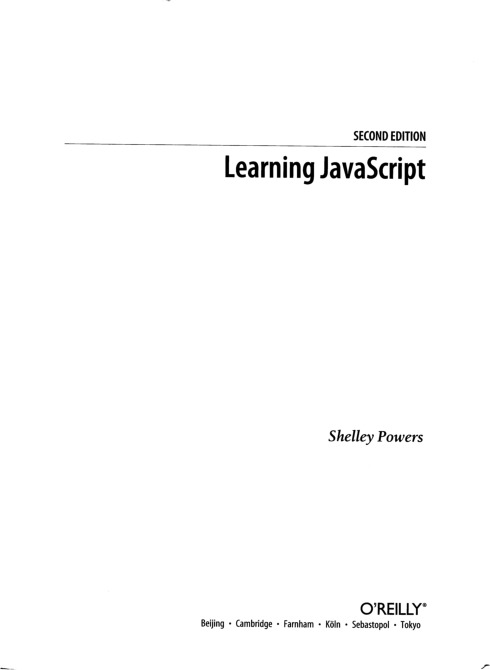 SECOND EDITION
Learning JavaScript
Shelley Powers
O'REILLY®
Beijing • Cambridge • Farnham • Köln • Sebastopol • Tokyo